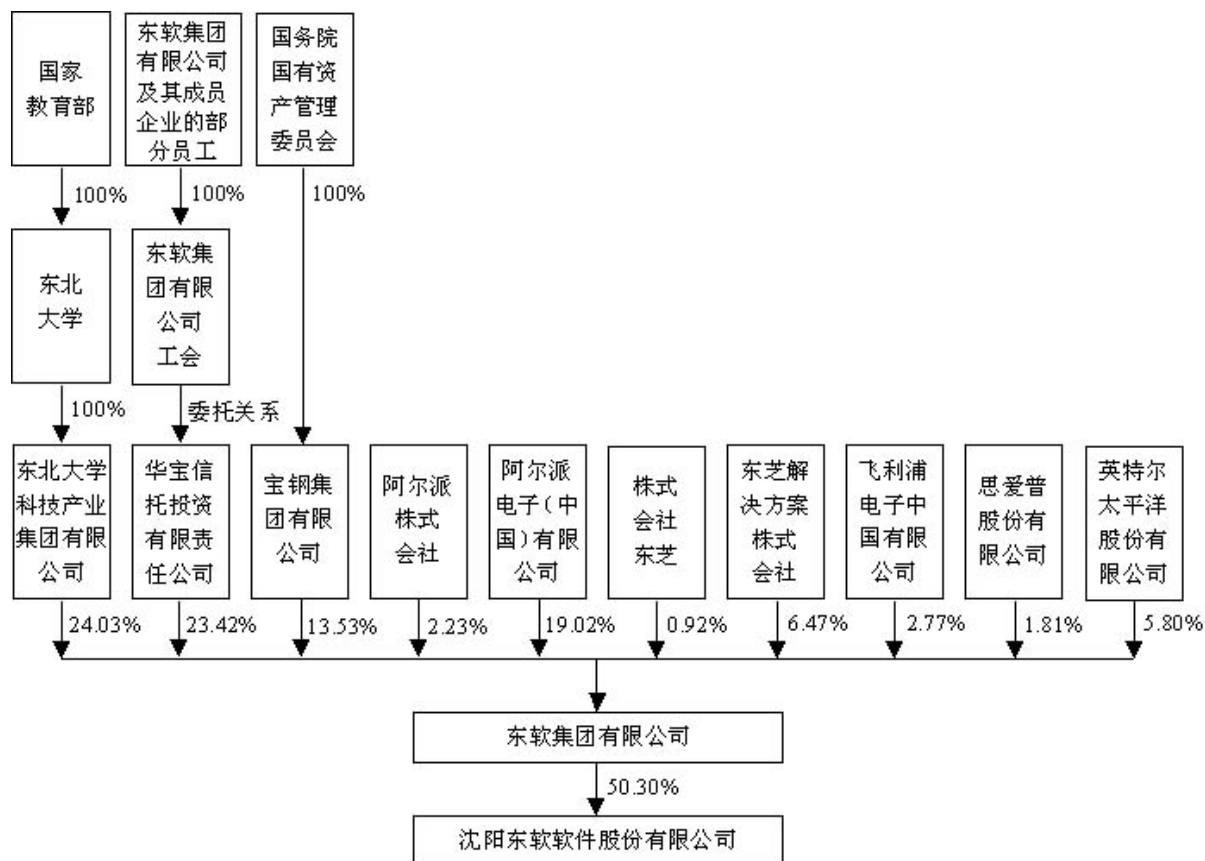 国家
教育部
东软集团
有限公司
及其成员
企业的部
分员工
国务院
国有资
产管理
委员会
100%
100%
100%
东北
大学
东软集
团有限
公司
工会
100%
委托关系
东北大学
科技产业
集团有限
公司
华宝信
托投资
有限责
任公司
宝钢集
团有限
公司
阿尔派
株式
会社
阿尔派
电子(中
国)有限
公司
株式
会社
东芝
东芝解
决方案
株式
会社
飞利浦
电子中
国有限
公司
思爱普
股份有
限公司
英特尔
太平洋
股份有
限公司
24.03%
23.42%
13.53%
2.23%
19.02%
0.92%
6.47%
2.77%
1.81%
5.80%
东软集团有限公司
50.30%
沈阳东软软件股份有限公司